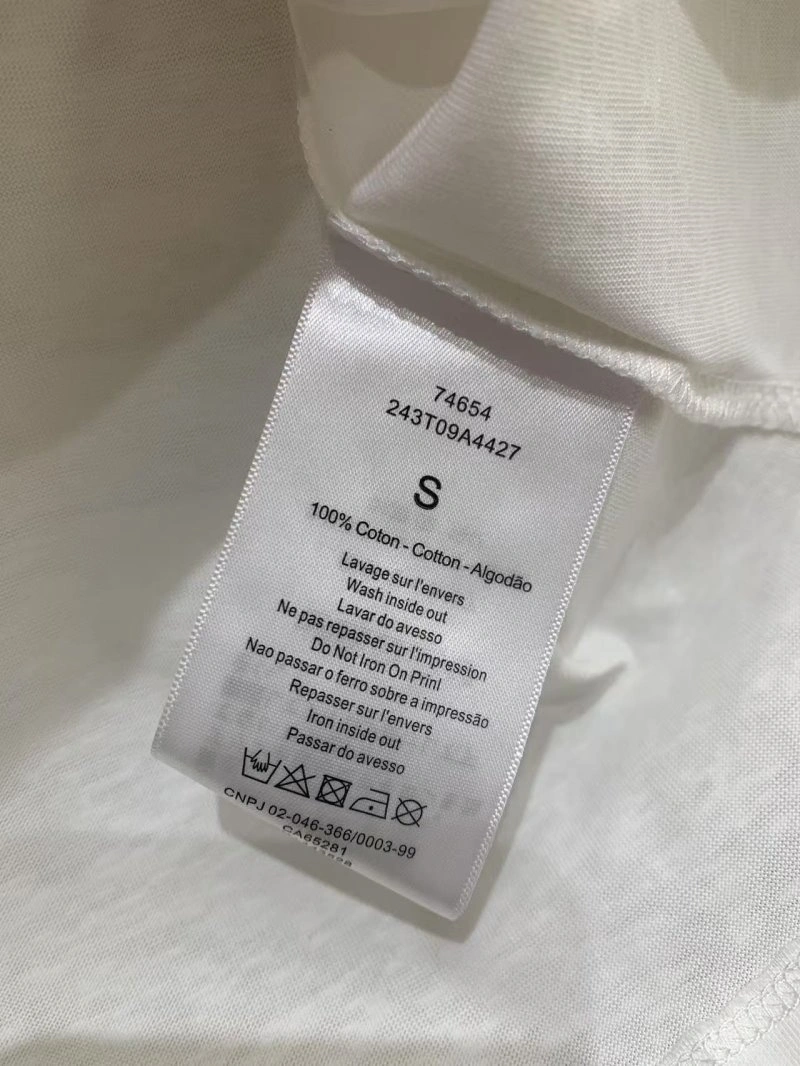 74654
243T09A4427
S
100% Coton - Cotton - Algodão
Lavage sur l'envers
Wash inside out
Lavar do avesso
Ne pas repasser sur l'impression
Do Not Iron On Prinl
Nao passar o ferro sobre a impressão
Repasser sur l'envers
Iron inside out
Passar do avesso
CNPJ 02-046-366/0003-99
CA65281